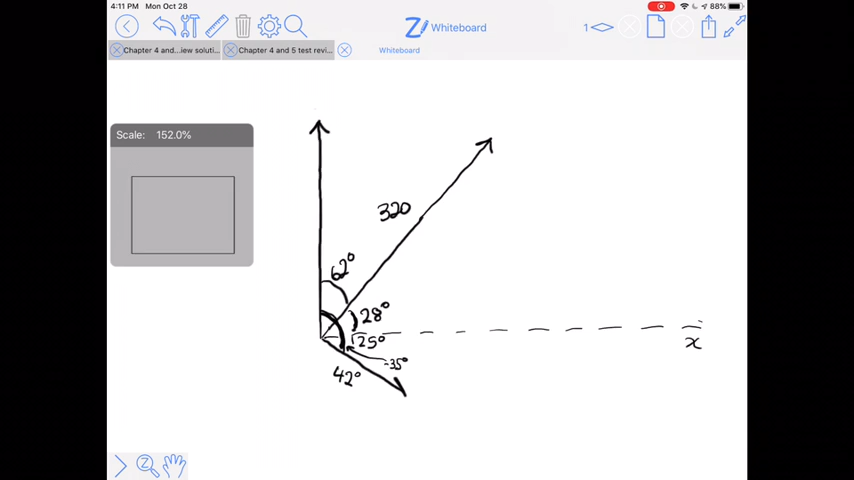 4:11 PM Mon Oct 28
88%
Whiteboard
1
Chapter 4 and...iew soluti...
Chapter 4 and 5 test revi...
Whiteboard
Scale: 152.0%
320
62°
28°
125°
-35°
42°
x